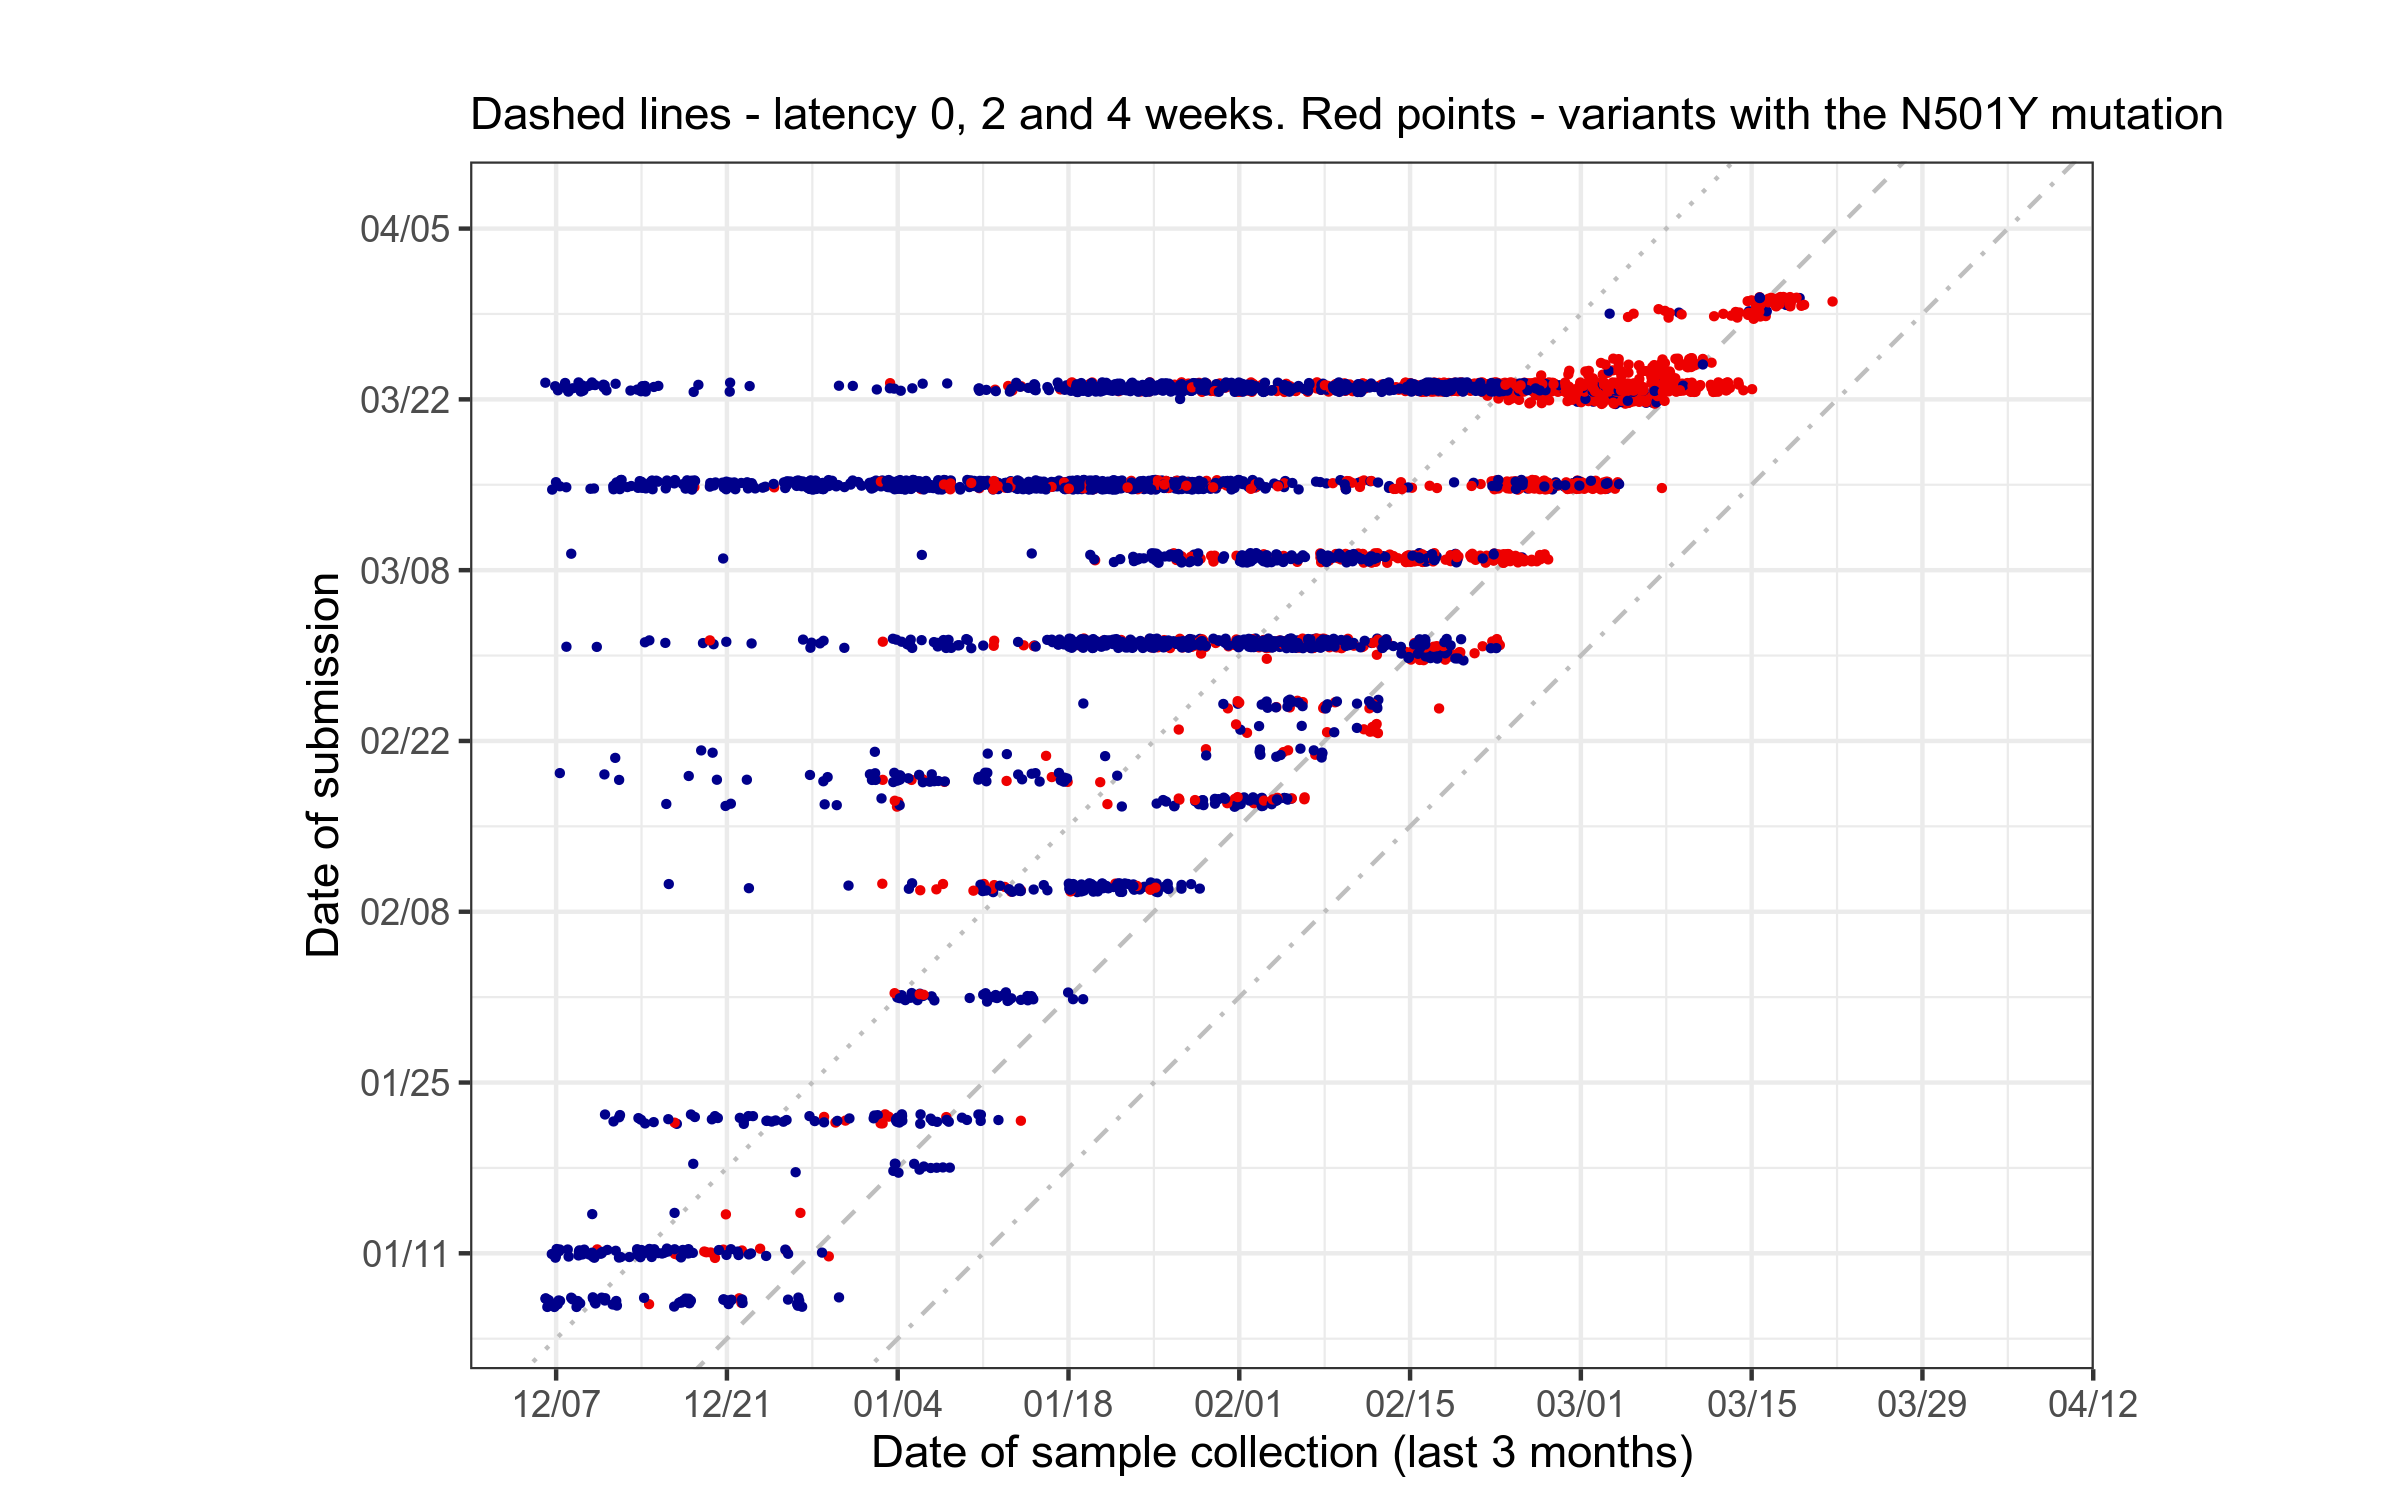 Dashed lines - latency 0, 2 and 4 weeks. Red points - variants with the N501Y mutation
Date of submission
04/05
03/22
03/08
02/22
02/08
01/25
01/11
12/07 12/21 01/04 01/18 02/01 02/15 03/01 03/15 03/29 04/12
Date of sample collection (last 3 months)